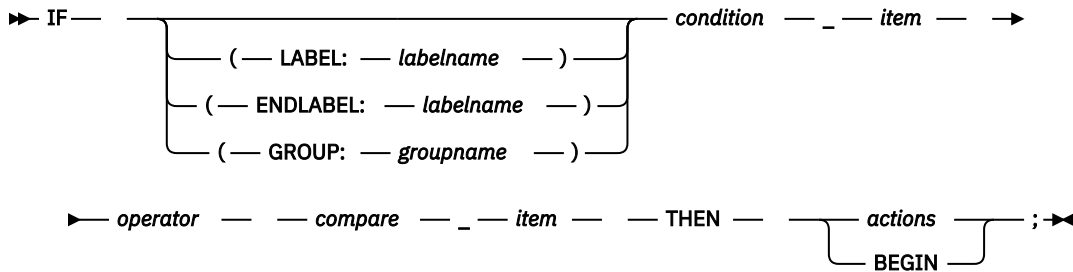 IF condition _ item
( LABEL: labelname )
( ENDLABEL: labelname )
( GROUP: groupname )
operator compare _ item THEN actions ;
BEGIN